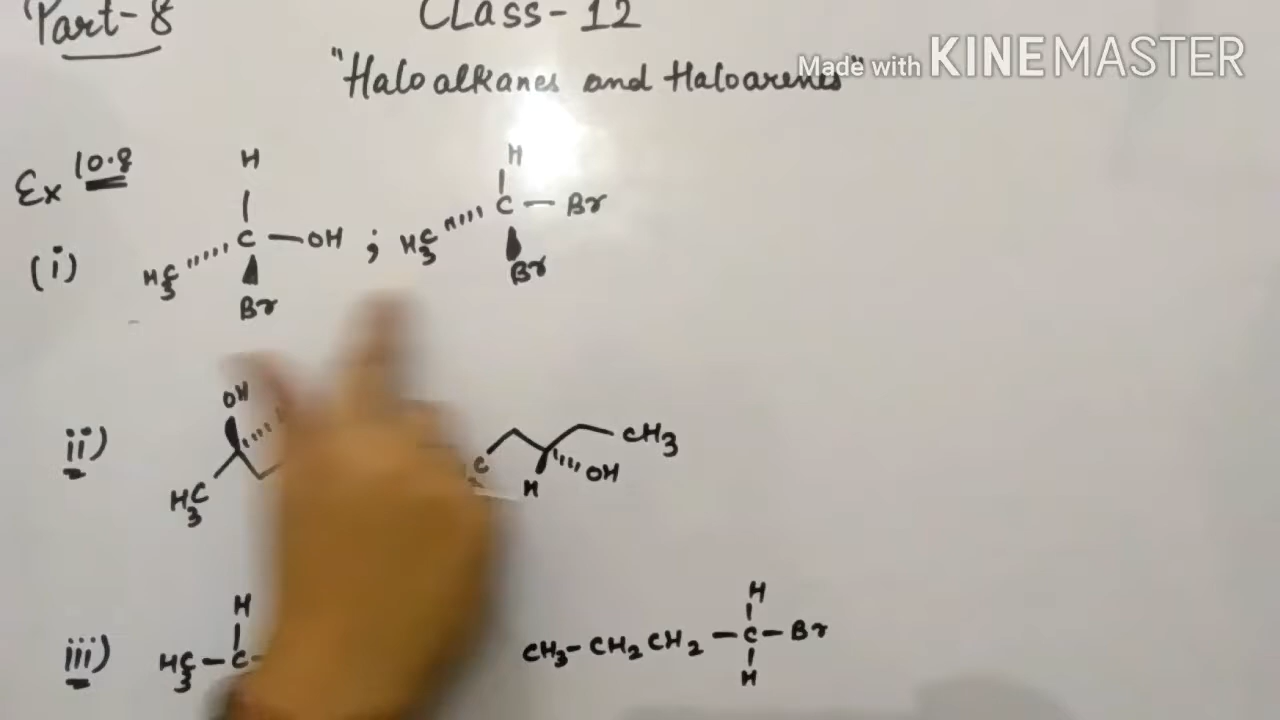 Part-8
CLass-12
Made with KINEMASTER
"Haloalkanes and Haloarenes"
Ex 10.8
(i)
H
H₃C C OH ;
Br
H
H₃C C Br
Br
ii)
OH
H₃C
CH₃
H OH
iii)
H
H₃C-C-
H
CH₃-CH₂CH₂-C-Br
H